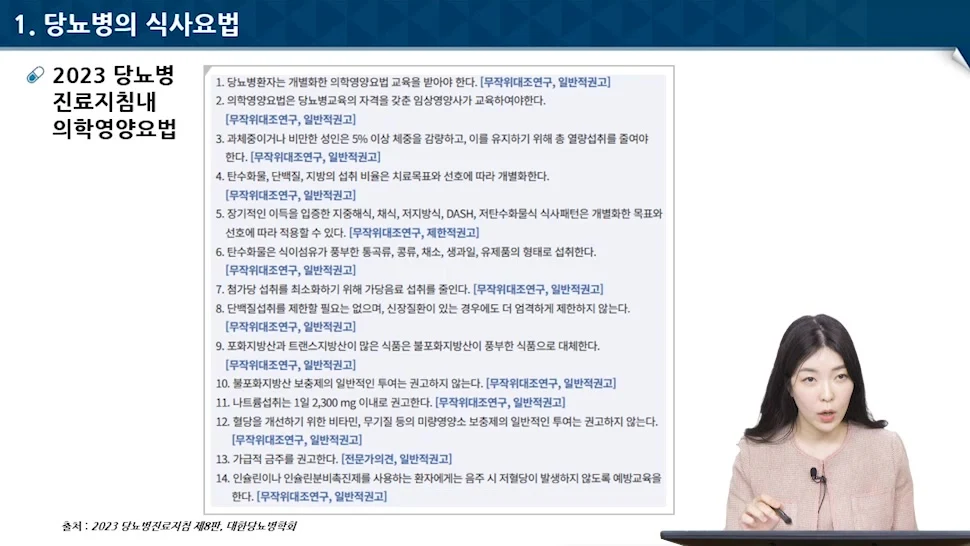 1. 당뇨병의 식사요법
2023 당뇨병
진료지침내
의학영양요법
1. 당뇨병환자는 개별화한 의학영양요법 교육을 받아야 한다. [무작위대조연구, 일반적권고]
2. 의학영양요법은 당뇨병교육의 자격을 갖춘 임상영양사가 교육하여야한다.
[무작위대조연구, 일반적권고]
3. 과체중이거나 비만한 성인은 5% 이상 체중을 감량하고, 이를 유지하기 위해 총 열량섭취를 줄여야
한다. [무작위대조연구, 일반적권고]
4. 탄수화물, 단백질, 지방의 섭취 비율은 치료목표와 선호에 따라 개별화한다.
[무작위대조연구, 일반적권고]
5. 장기적인 이득을 입증한 지중해식, 채식, 저지방식, DASH, 저탄수화물식 식사패턴은 개별화한 목표와
선호에 따라 적용할 수 있다. [무작위대조연구, 제한적권고]
6. 탄수화물은 식이섬유가 풍부한 통곡류, 콩류, 채소, 생과일, 유제품의 형태로 섭취한다.
[무작위대조연구, 일반적권고]
7. 첨가당 섭취를 최소화하기 위해 가당음료 섭취를 줄인다. [무작위대조연구, 일반적권고]
8. 단백질섭취를 제한할 필요는 없으며, 신장질환이 있는 경우에도 더 엄격하게 제한하지 않는다.
[무작위대조연구, 일반적권고]
9. 포화지방산과 트랜스지방산이 많은 식품은 불포화지방산이 풍부한 식품으로 대체한다.
[무작위대조연구, 일반적권고]
10. 불포화지방산 보충제의 일반적인 투여는 권고하지 않는다. [무작위대조연구, 일반적권고]
11. 나트륨섭취는 1일 2,300 mg 이내로 권고한다. [무작위대조연구, 일반적권고]
12. 혈당을 개선하기 위한 비타민, 무기질 등의 미량영양소 보충제의 일반적인 투여는 권고하지 않는다.
[무작위대조연구, 일반적권고]
13. 가급적 금주를 권고한다. [전문가의견, 일반적권고]
14. 인슐린이나 인슐린분비촉진제를 사용하는 환자에게는 음주 시 저혈당이 발생하지 않도록 예방교육을
한다. [무작위대조연구, 일반적권고]
출처 : 2023 당뇨병진료지침 제8판, 대한당뇨병학회